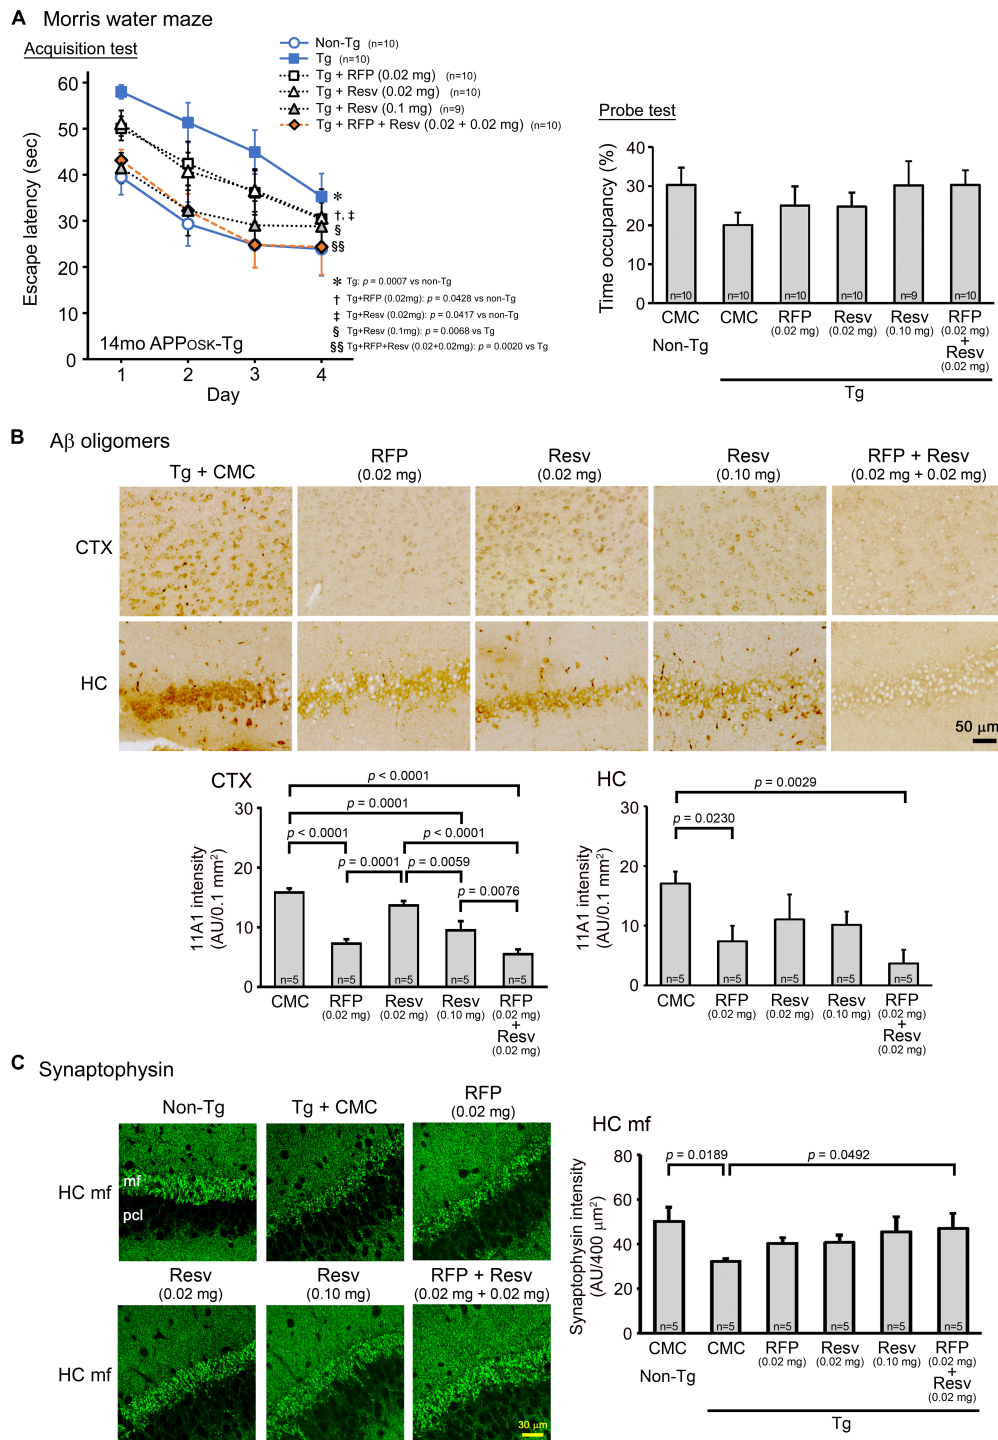 A Morris water maze
Acquisition test
Non-Tg (n=10)
Tg (n=10)
Tg + RFP (0.02 mg) (n=10)
Tg + Resv (0.02 mg) (n=10)
Tg + Resv (0.1 mg) (n=9)
Tg + RFP + Resv (0.02 + 0.02 mg) (n=10)
Escape latency (sec)
60
50
40
30
20
10
0
*
†, ‡
§
§§
14mo APPOSK-Tg
1 2 3 4
Day
* Tg: p = 0.0007 vs non-Tg
† Tg+RFP (0.02mg): p = 0.0428 vs non-Tg
‡ Tg+Resv (0.02mg): p = 0.0417 vs non-Tg
§ Tg+Resv (0.1mg): p = 0.0068 vs Tg
§§ Tg+RFP+Resv (0.02+0.02mg): p = 0.0020 vs Tg
Probe test
Time occupancy (%)
40
30
20
10
0
n=10 n=10 n=10 n=10 n=9 n=10
CMC CMC RFP Resv Resv RFP
(0.02 mg) (0.02 mg) (0.10 mg) (0.02 mg)
+
Non-Tg Resv
(0.02 mg)
Tg
B Aβ oligomers
Tg + CMC
RFP
(0.02 mg)
Resv
(0.02 mg)
Resv
(0.10 mg)
RFP + Resv
(0.02 mg + 0.02 mg)
CTX
HC
50 μm
CTX
p < 0.0001
p = 0.0001
p < 0.0001 p < 0.0001
p = 0.0001 p = 0.0059
p = 0.0076
11A1 intensity
(AU/0.1 mm²)
30
20
10
0
n=5 n=5 n=5 n=5 n=5
CMC RFP Resv Resv RFP
(0.02 mg) (0.02 mg) (0.10 mg) (0.02 mg)
+
Resv
(0.02 mg)
HC
p = 0.0029
p = 0.0230
11A1 intensity
(AU/0.1 mm²)
30
20
10
0
n=5 n=5 n=5 n=5 n=5
CMC RFP Resv Resv RFP
(0.02 mg) (0.02 mg) (0.10 mg) (0.02 mg)
+
Resv
(0.02 mg)
C Synaptophysin
Non-Tg
Tg + CMC
RFP
(0.02 mg)
HC mf
mf
pcl
Resv
(0.02 mg)
Resv
(0.10 mg)
RFP + Resv
(0.02 mg + 0.02 mg)
HC mf
30 μm
HC mf
p = 0.0189 p = 0.0492
Synaptophysin intensity
(AU/400 μm²)
80
60
40
20
0
n=5 n=5 n=5 n=5 n=5 n=5
CMC CMC RFP Resv Resv RFP
(0.02 mg) (0.02 mg) (0.10 mg) (0.02 mg)
+
Non-Tg Resv
(0.02 mg)
Tg